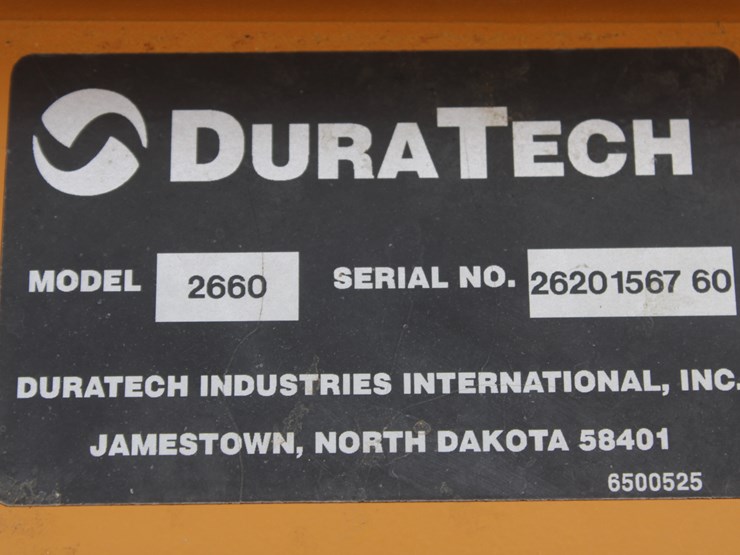 DURATECH
MODEL 2660 SERIAL NO. 26201567 60
DURATECH INDUSTRIES INTERNATIONAL, INC.
JAMESTOWN, NORTH DAKOTA 58401
6500525